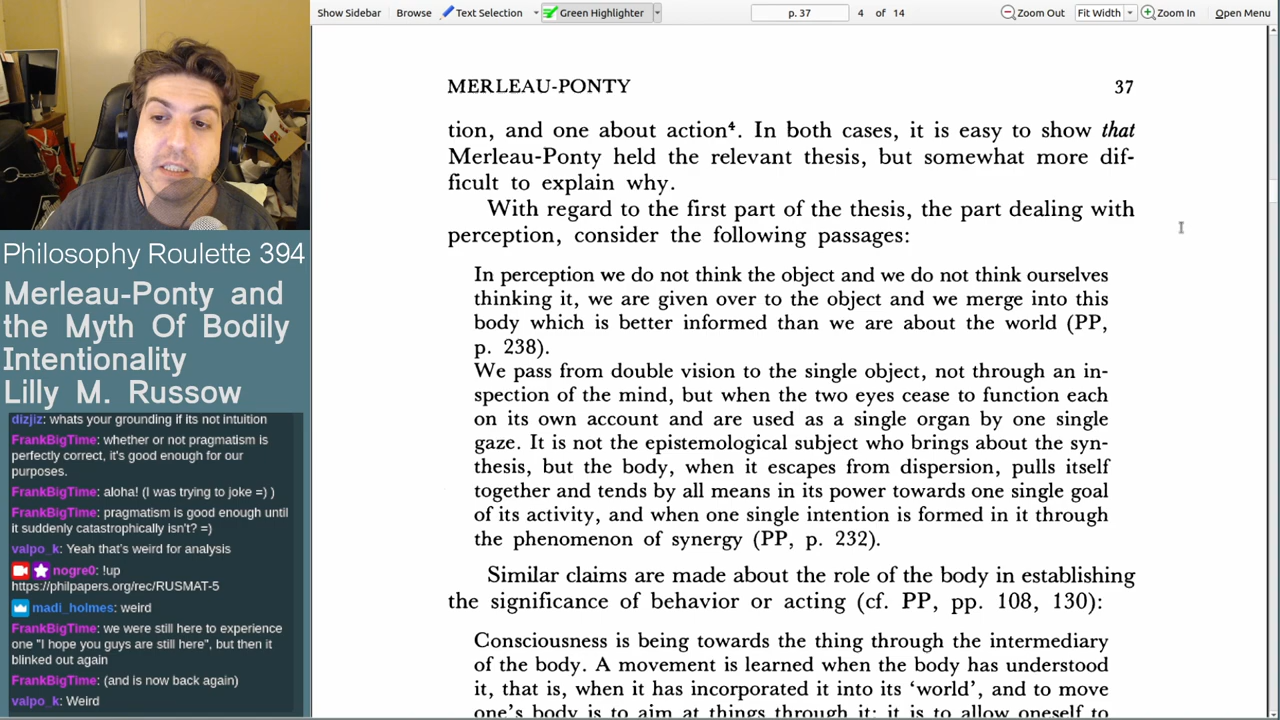 Show Sidebar Browse Text Selection Green Highlighter p. 37 4 of 14 Zoom Out Fit Width Zoom In Open Menu
MERLEAU-PONTY 37
tion, and one about action⁴. In both cases, it is easy to show that
Merleau-Ponty held the relevant thesis, but somewhat more dif-
ficult to explain why.
With regard to the first part of the thesis, the part dealing with
perception, consider the following passages:
In perception we do not think the object and we do not think ourselves
thinking it, we are given over to the object and we merge into this
body which is better informed than we are about the world (PP,
p. 238).
We pass from double vision to the single object, not through an in-
spection of the mind, but when the two eyes cease to function each
on its own account and are used as a single organ by one single
gaze. It is not the epistemological subject who brings about the syn-
thesis, but the body, when it escapes from dispersion, pulls itself
together and tends by all means in its power towards one single goal
of its activity, and when one single intention is formed in it through
the phenomenon of synergy (PP, p. 232).
Similar claims are made about the role of the body in establishing
the significance of behavior or acting (cf. PP, pp. 108, 130):
Consciousness is being towards the thing through the intermediary
of the body. A movement is learned when the body has understood
it, that is, when it has incorporated it into its 'world', and to move
one's body is to aim at things through it; it is to allow oneself to
Philosophy Roulette 394
Merleau-Ponty and
the Myth Of Bodily
Intentionality
Lilly M. Russow
dizjiz: whats your grounding if its not intuition
FrankBigTime: whether or not pragmatism is
perfectly correct, it's good enough for our
purposes.
FrankBigTime: aloha! (I was trying to joke =) )
FrankBigTime: pragmatism is good enough until
it suddenly catastrophically isn't? =)
valpo_k: Yeah that's weird for analysis
nogre0: !up
https://philpapers.org/rec/RUSMAT-5
madi_holmes: weird
FrankBigTime: we were still here to experience
one "I hope you guys are still here", but then it
blinked out again
FrankBigTime: (and is now back again)
valpo_k: Weird